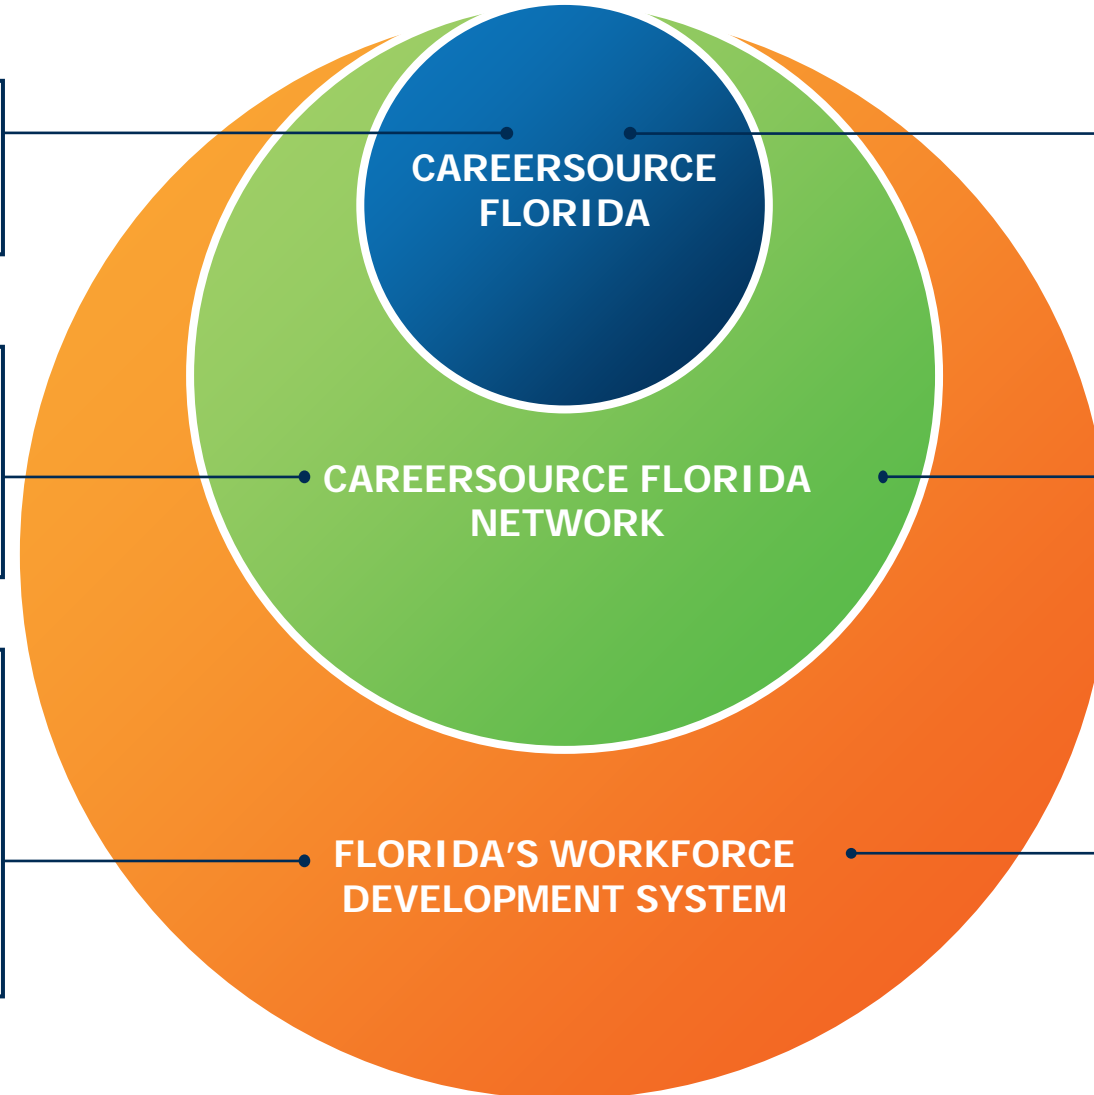 CAREERSOURCE
FLORIDA
CAREERSOURCE FLORIDA
NETWORK
FLORIDA’S WORKFORCE
DEVELOPMENT SYSTEM